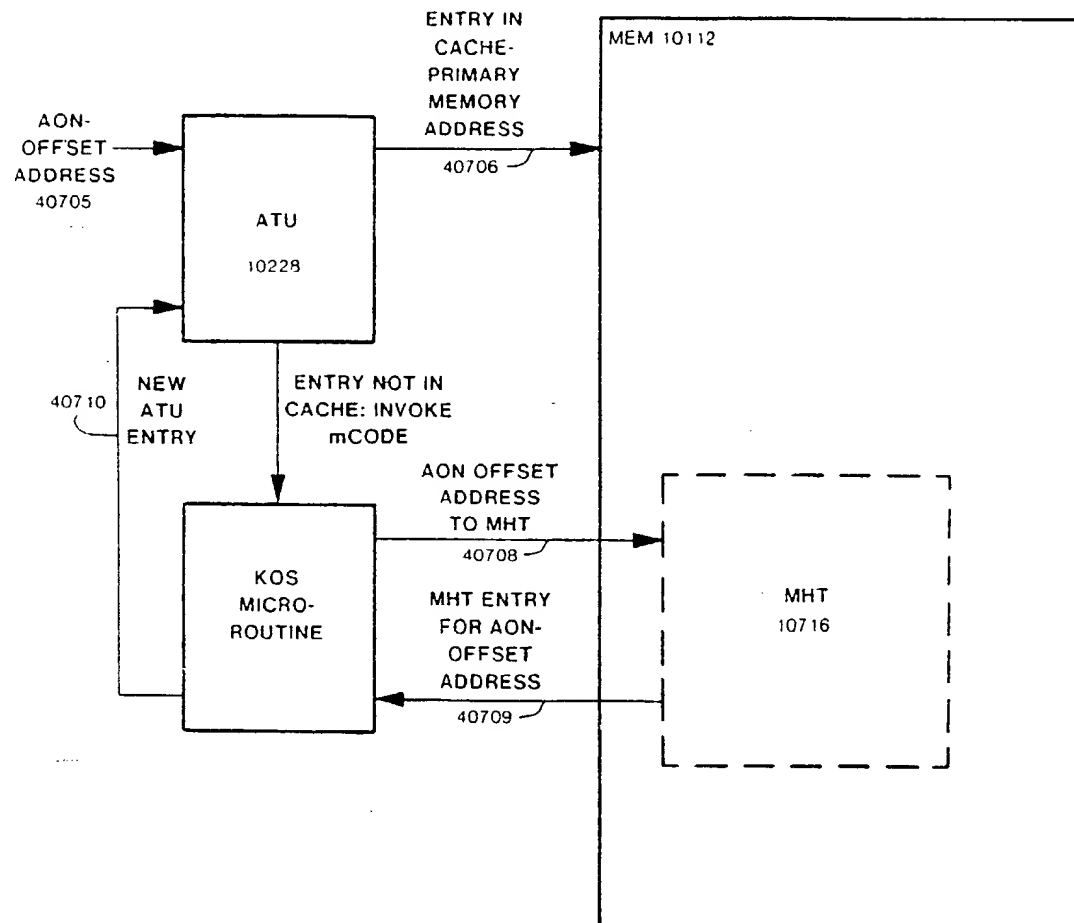 ENTRY IN
CACHE-
PRIMARY
MEMORY
ADDRESS
40706
MEM 10112
AON-
OFFSET
ADDRESS
40705
ATU
10228
40710
NEW
ATU
ENTRY
ENTRY NOT IN
CACHE: INVOKE
mCODE
AON OFFSET
ADDRESS
TO MHT
40708
KOS
MICRO-
ROUTINE
MHT ENTRY
FOR AON-
OFFSET
ADDRESS
40709
MHT
10716